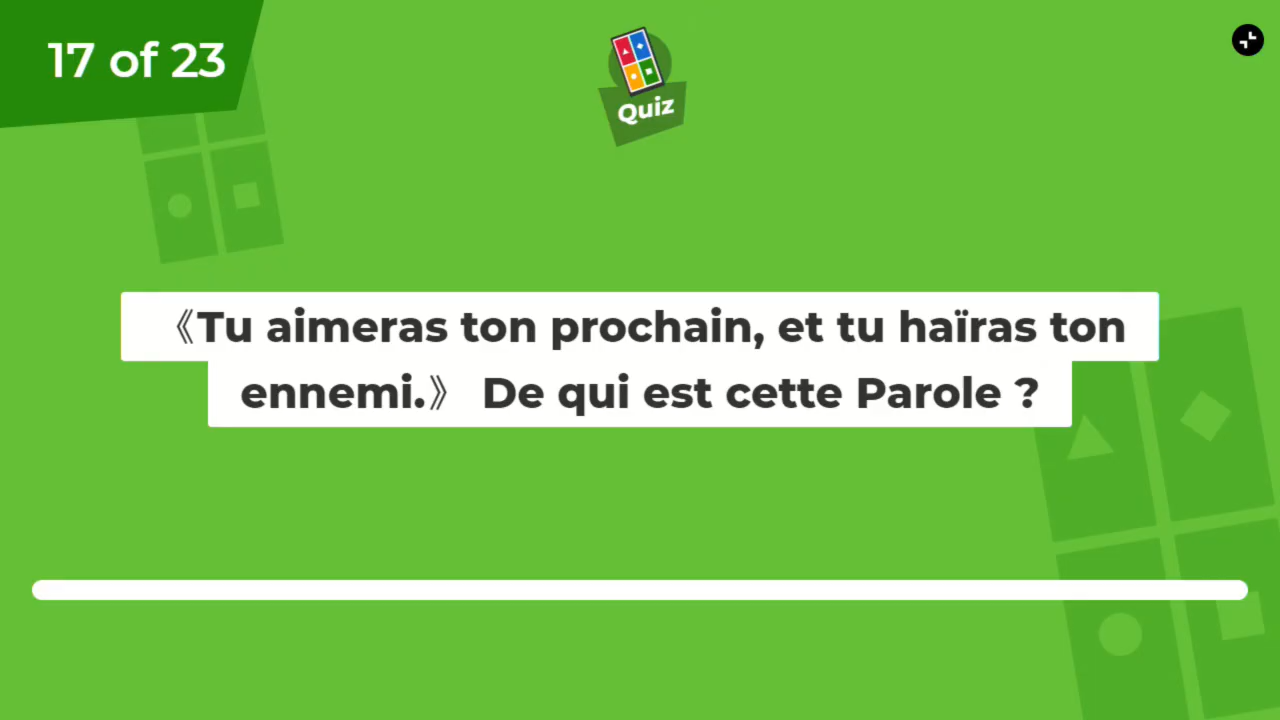 17 of 23
Quiz
《Tu aimeras ton prochain, et tu haïras ton
ennemi.》 De qui est cette Parole ?